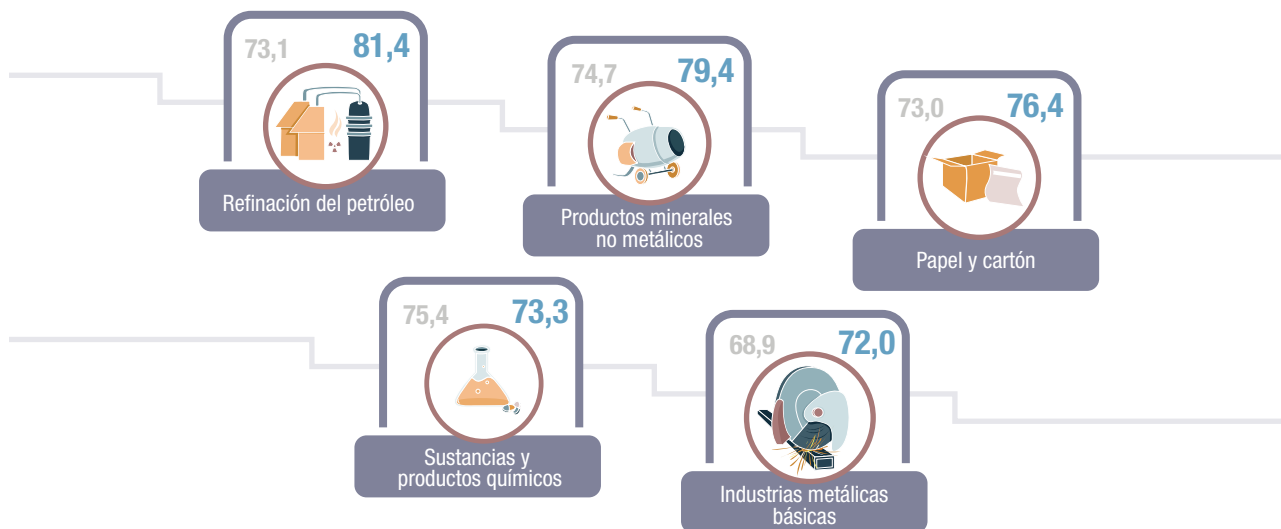 73,1 81,4
Refinación del petróleo
74,7 79,4
Productos minerales
no metálicos
73,0 76,4
Papel y cartón
75,4 73,3
Sustancias y
productos químicos
68,9 72,0
Industrias metálicas
básicas